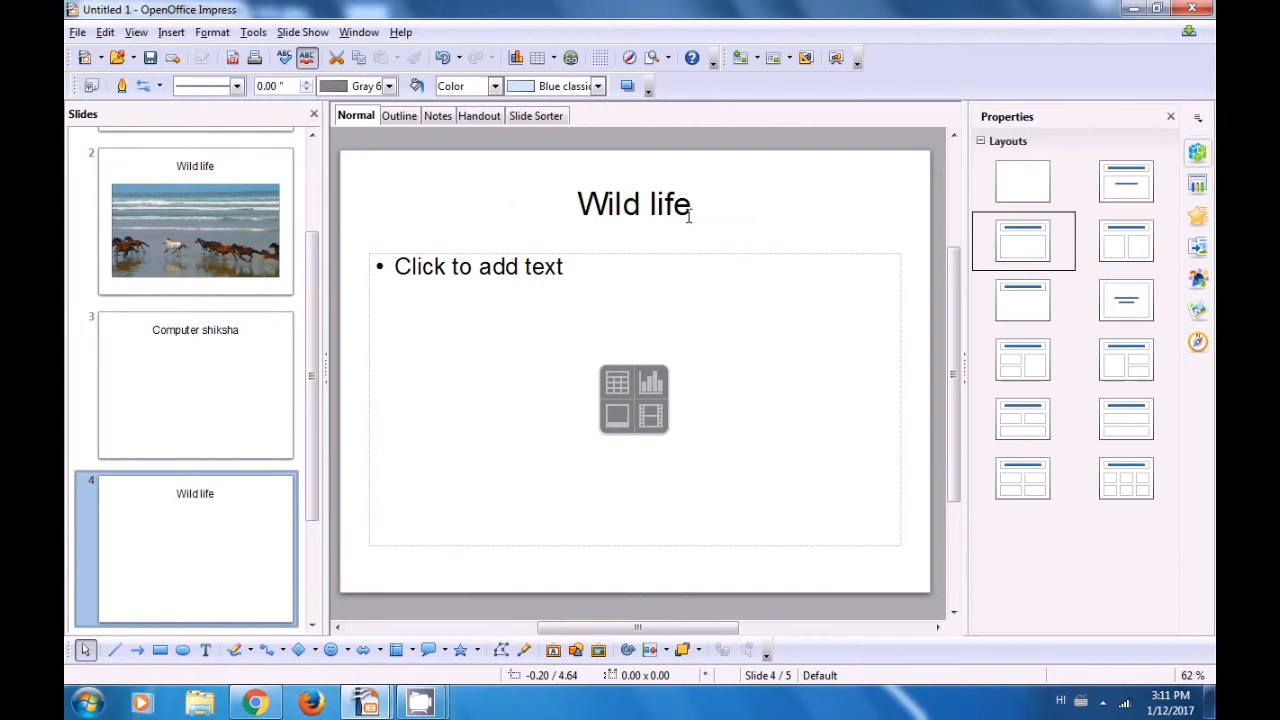 Untitled 1 - OpenOffice Impress
File Edit View Insert Format Tools Slide Show Window Help
0.00 " Gray 6 Color Blue classic
Slides
Normal Outline Notes Handout Slide Sorter
Properties
Layouts
2
Wild life
3
Computer shiksha
4
Wild life
Wild life
• Click to add text
-0.20 / 4.64 0.00 x 0.00 * Slide 4 / 5 Default 62 %
HI
3:11 PM
1/12/2017